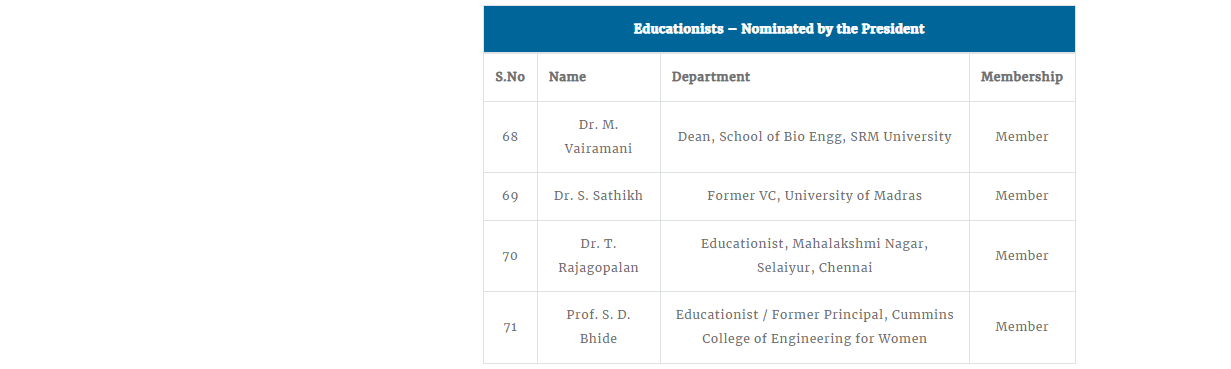 Educationists – Nominated by the President
S.No Name Department Membership
68 Dr. M. Vairamani Dean, School of Bio Engg, SRM University Member
69 Dr. S. Sathikh Former VC, University of Madras Member
70 Dr. T. Rajagopalan Educationist, Mahalakshmi Nagar, Selaiyur, Chennai Member
71 Prof. S. D. Bhide Educationist / Former Principal, Cummins College of Engineering for Women Member